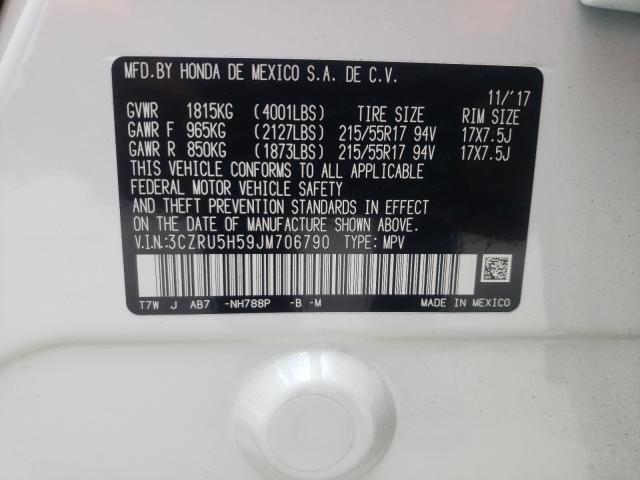 MFD.BY HONDA DE MEXICO S.A. DE C.V.
11/'17
GVWR 1815KG (4001LBS) TIRE SIZE RIM SIZE
GAWR F 965KG (2127LBS) 215/55R17 94V 17X7.5J
GAWR R 850KG (1873LBS) 215/55R17 94V 17X7.5J
THIS VEHICLE CONFORMS TO ALL APPLICABLE
FEDERAL MOTOR VEHICLE SAFETY
AND THEFT PREVENTION STANDARDS IN EFFECT
ON THE DATE OF MANUFACTURE SHOWN ABOVE.
V.I.N:3CZRU5H59JM706790 TYPE: MPV
T7W J AB7 -NH788P -B -M MADE IN MEXICO